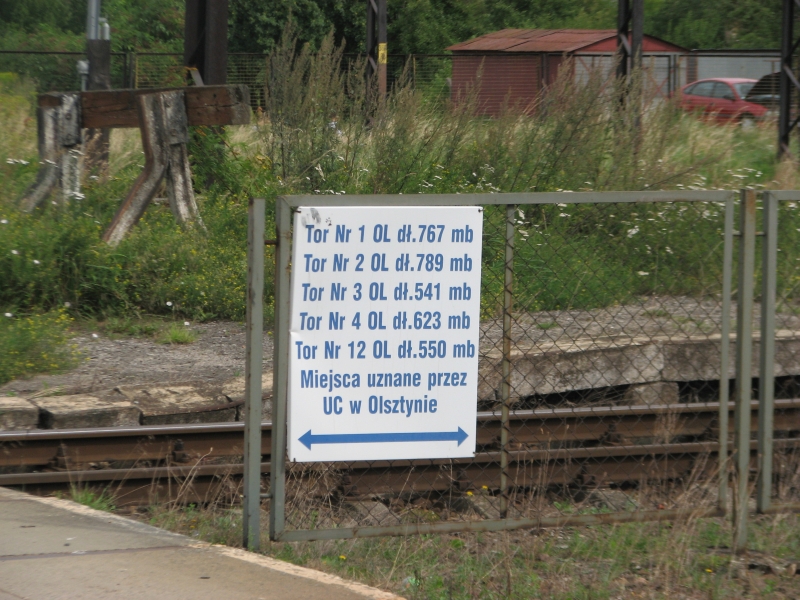 Tor Nr 1 OL dł.767 mb
Tor Nr 2 OL dł.789 mb
Tor Nr 3 OL dł.541 mb
Tor Nr 4 OL dł.623 mb
Tor Nr 12 OL dł.550 mb
Miejsca uznane przez
UC w Olsztynie